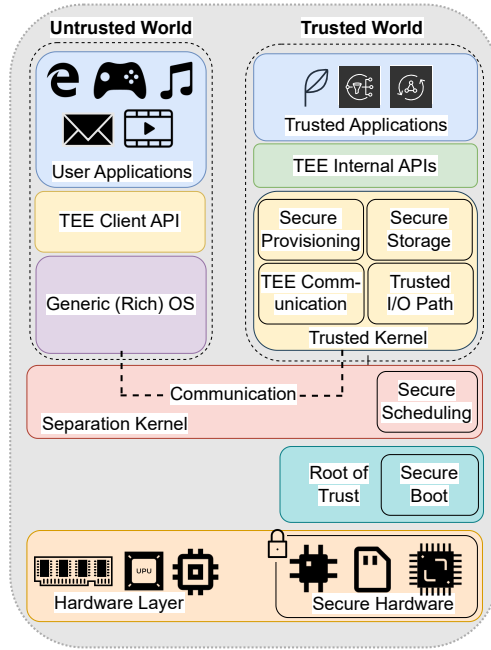 Untrusted World
Trusted World
User Applications
Trusted Applications
TEE Internal APIs
TEE Client API
Secure
Provisioning
Secure
Storage
TEE Comm-
unication
Trusted
I/O Path
Generic (Rich) OS
Trusted Kernel
Communication
Separation Kernel
Secure
Scheduling
Root of
Trust
Secure
Boot
UPU
Hardware Layer
Secure Hardware